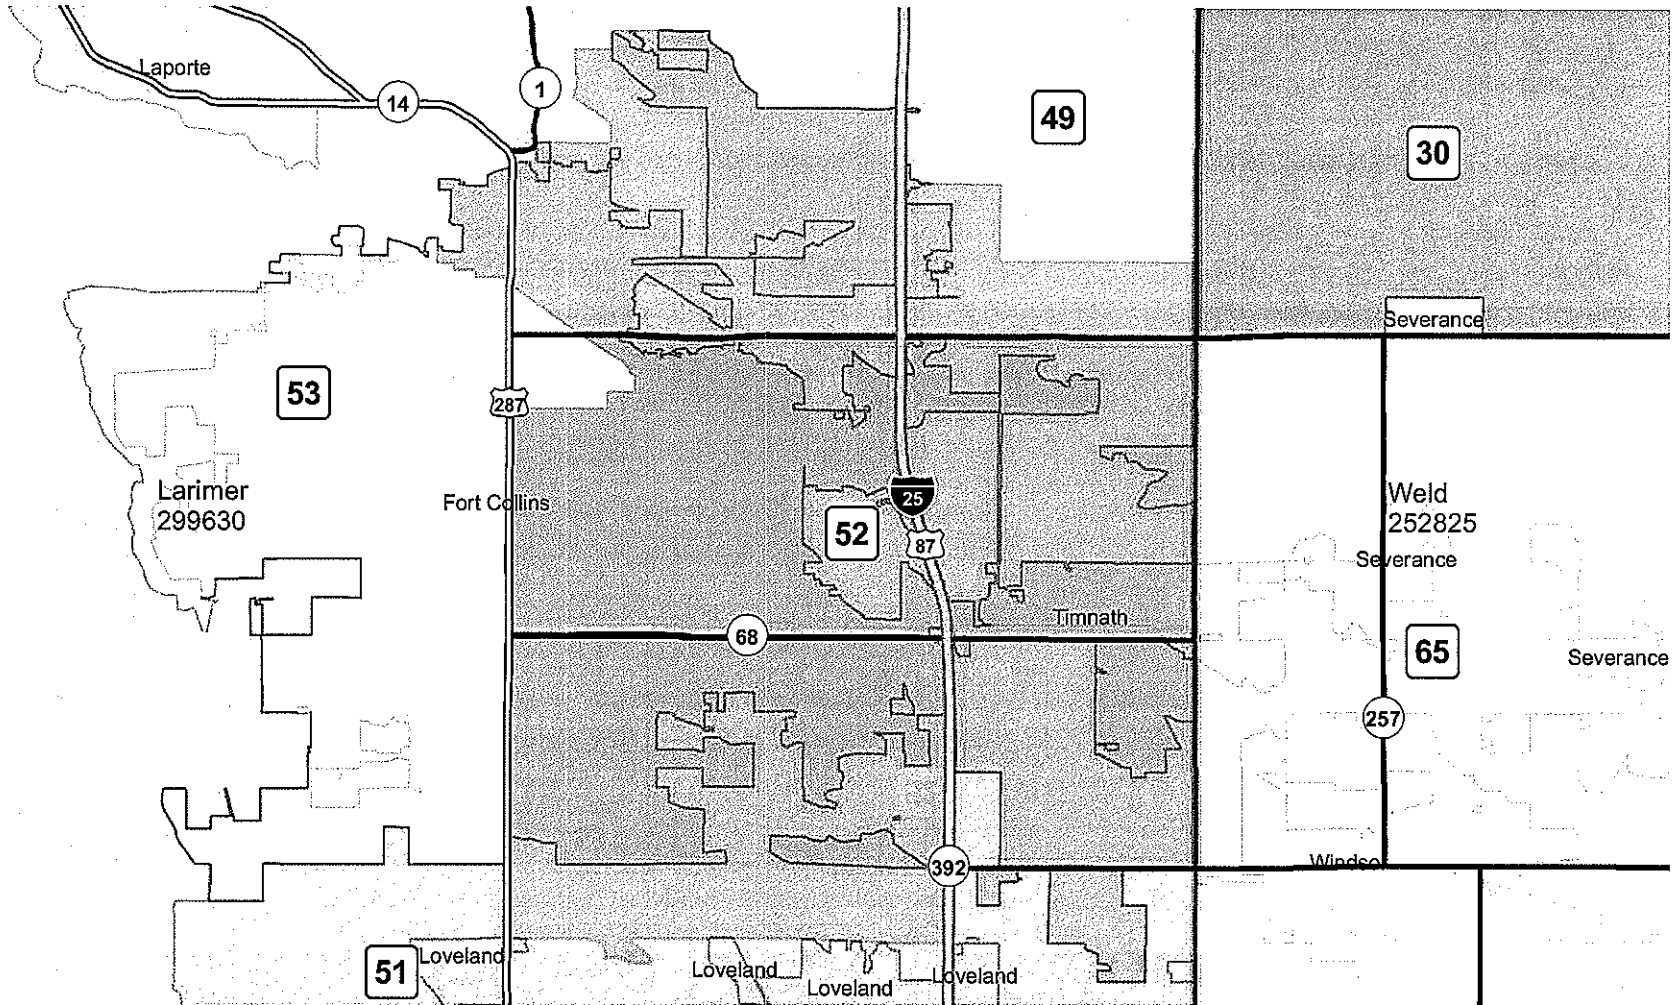 Laporte
14
1
49
30
Severance
53
287
Larimer
299630
Fort Collins
25
52
87
Weld
252825
Severance
Timnath
68
65
Severance
257
Windso
392
51
Loveland
Loveland
Loveland
Loveland